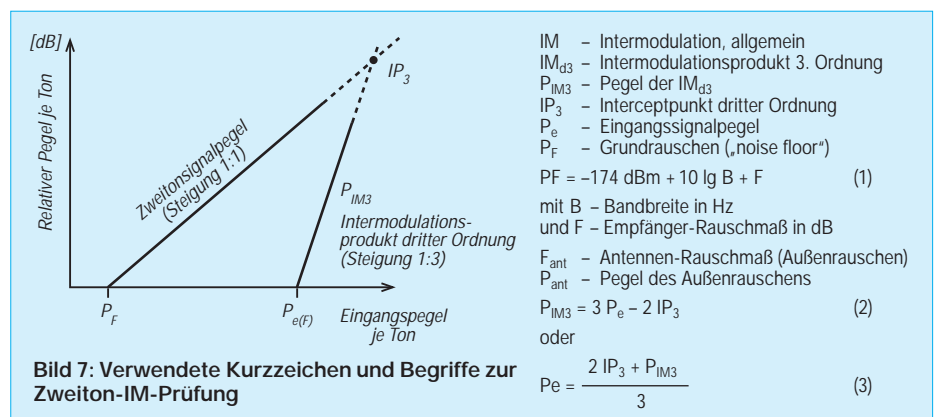 [dB]
Relativer Pegel je Ton
Zweitonsignalpegel
(Steigung 1:1)
IP3
PIM3
Intermodulations-
produkt dritter Ordnung
(Steigung 1:3)
PF
Pe(F)
Eingangspegel
je Ton
Bild 7: Verwendete Kurzzeichen und Begriffe zur
Zweiton-IM-Prüfung
IM – Intermodulation, allgemein
IMd3 – Intermodulationsprodukt 3. Ordnung
PIM3 – Pegel der IMd3
IP3 – Interceptpunkt dritter Ordnung
Pe – Eingangssignalpegel
PF – Grundrauschen („noise floor“)
PF = –174 dBm + 10 lg B + F (1)
mit B – Bandbreite in Hz
und F – Empfänger-Rauschmaß in dB
Fant – Antennen-Rauschmaß (Außenrauschen)
Pant – Pegel des Außenrauschens
PIM3 = 3 Pe – 2 IP3 (2)
oder
Pe = 2 IP3 + PIM3 / 3 (3)